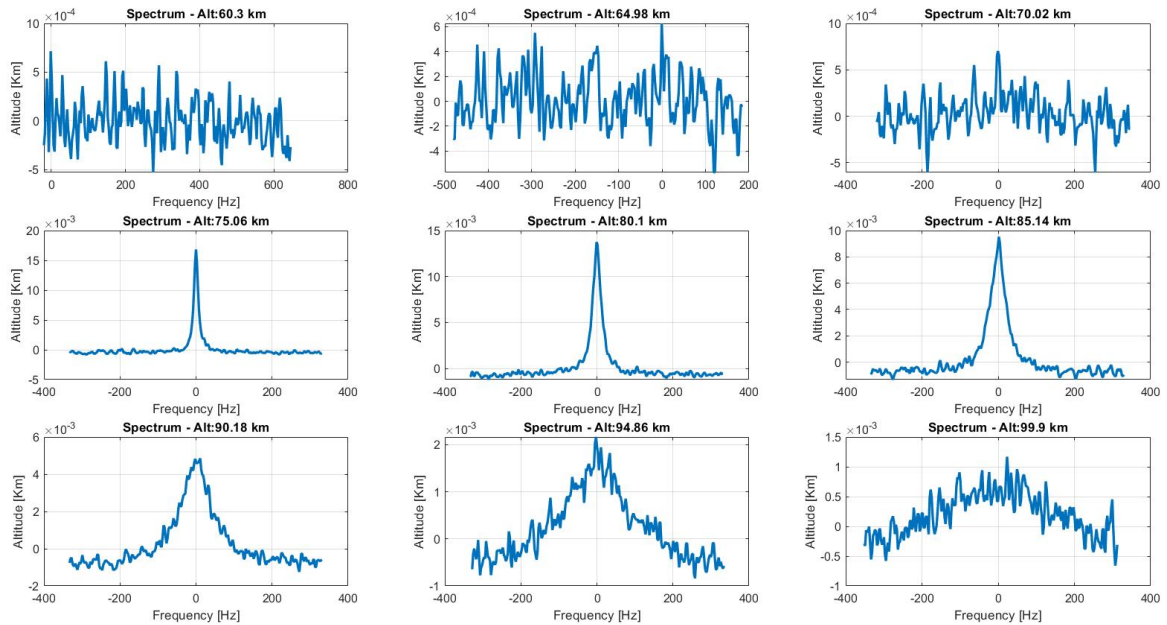 Spectrum - Alt:60.3 km
×10-4
Altitude [Km]
10
5
0
-5
0 200 400 600 800
Frequency [Hz]
Spectrum - Alt:64.98 km
×10-4
Altitude [Km]
6
4
2
0
-2
-4
-500 -400 -300 -200 -100 0 100 200
Frequency [Hz]
Spectrum - Alt:70.02 km
×10-4
Altitude [Km]
10
5
0
-5
-400 -200 0 200 400
Frequency [Hz]
Spectrum - Alt:75.06 km
×10-3
Altitude [Km]
20
15
10
5
0
-5
-400 -200 0 200 400
Frequency [Hz]
Spectrum - Alt:80.1 km
×10-3
Altitude [Km]
15
10
5
0
-400 -200 0 200 400
Frequency [Hz]
Spectrum - Alt:85.14 km
×10-3
Altitude [Km]
10
8
6
4
2
0
-400 -200 0 200 400
Frequency [Hz]
Spectrum - Alt:90.18 km
×10-3
Altitude [Km]
6
4
2
0
-2
-400 -200 0 200 400
Frequency [Hz]
Spectrum - Alt:94.86 km
×10-3
Altitude [Km]
2
1
0
-1
-400 -200 0 200 400
Frequency [Hz]
Spectrum - Alt:99.9 km
×10-3
Altitude [Km]
1.5
1
0.5
0
-0.5
-1
-400 -200 0 200 400
Frequency [Hz]